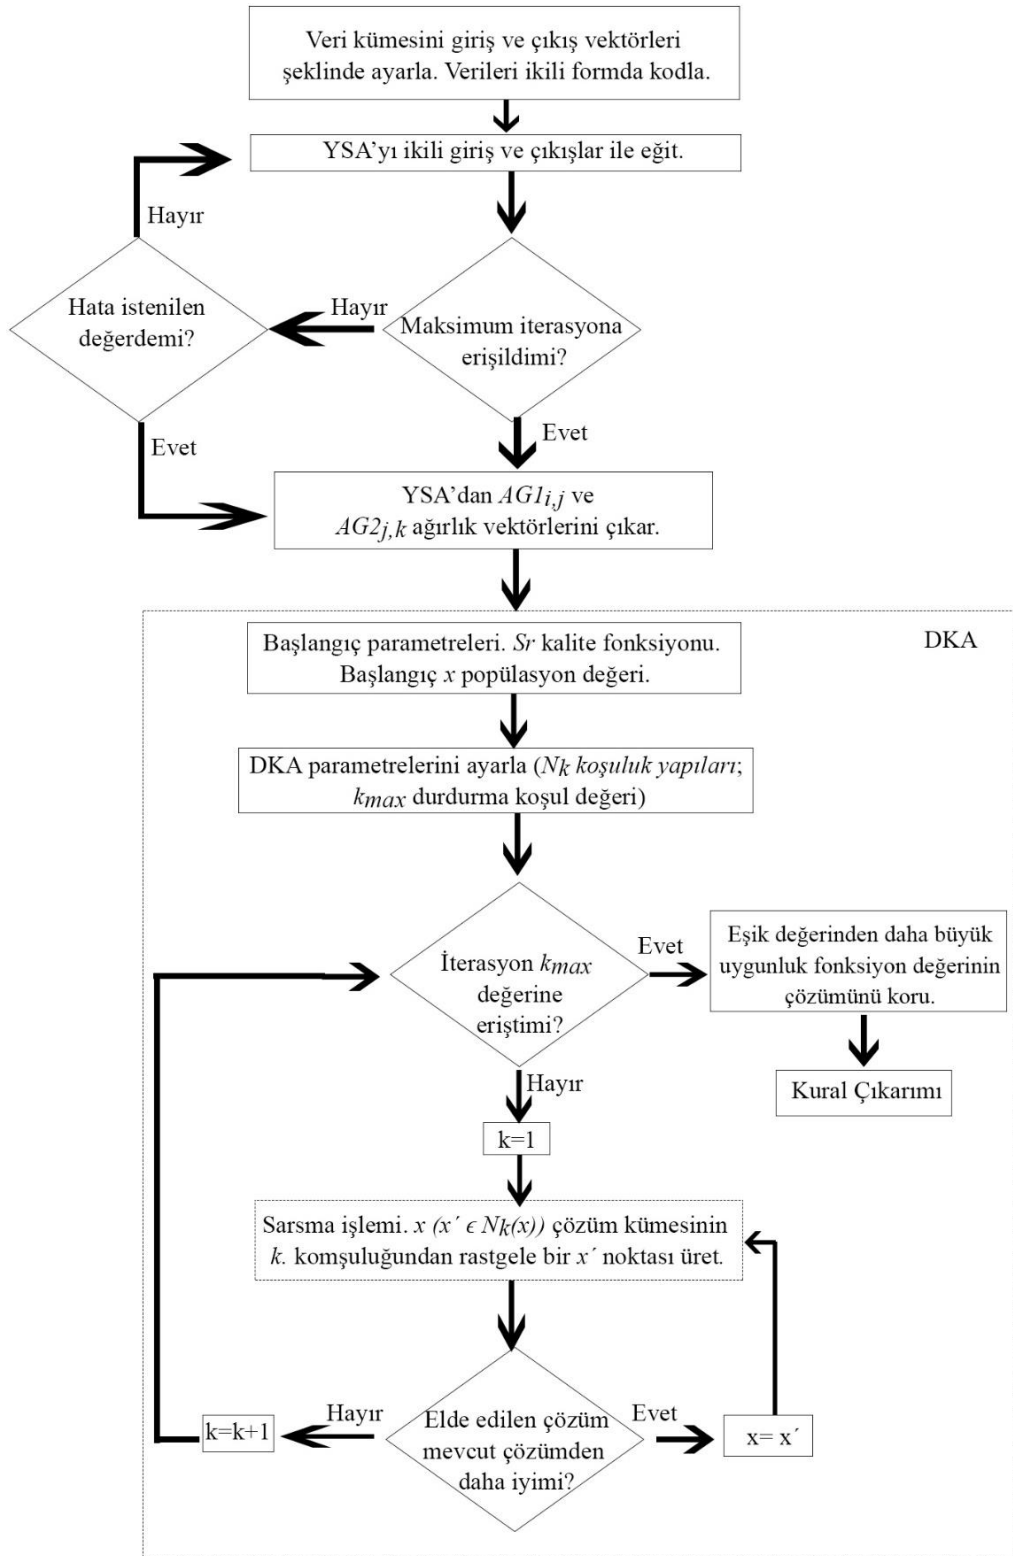 Veri kümesini giriş ve çıkış vektörleri
şeklinde ayarla. Verileri ikili formda kodla.
YSA’yı ikili giriş ve çıkışlar ile eğit.
Hayır
Hata istenilen
değerdemi?
Hayır
Maksimum iterasyona
erişildimi?
Evet
Evet
YSA’dan AG1i,j ve
AG2j,k ağırlık vektörlerini çıkar.
DKA
Başlangıç parametreleri. Sr kalite fonksiyonu.
Başlangıç x popülasyon değeri.
DKA parametrelerini ayarla (Nk koşuluk yapıları;
kmax durdurma koşul değeri)
İterasyon kmax
değerine
eriştimi?
Evet
Eşik değerinden daha büyük
uygunluk fonksiyon değerinin
çözümünü koru.
Kural Çıkarımı
Hayır
k=1
Sarsma işlemi. x (x´ ϵ Nk(x)) çözüm kümesinin
k. komşuluğundan rastgele bir x´ noktası üret.
Elde edilen çözüm
mevcut çözümden
daha iyimi?
Hayır
k=k+1
Evet
x= x´